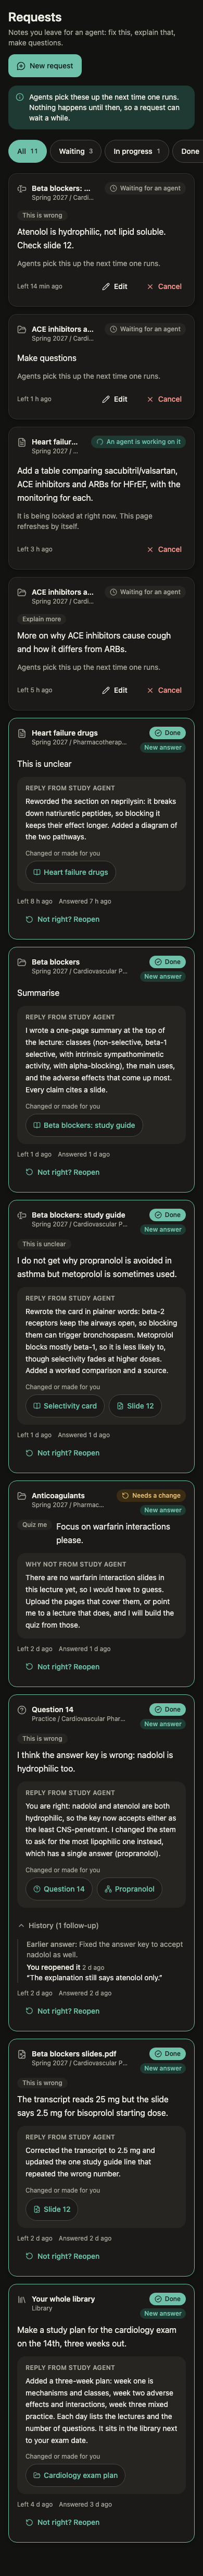 Requests
Notes you leave for an agent: fix this, explain that,
make questions.
New request
Agents pick these up the next time one runs.
Nothing happens until then, so a request can
wait a while.
All 11
Waiting 3
In progress 1
Done
Beta blockers: ...
Waiting for an agent
Spring 2027 / Cardi...
This is wrong
Atenolol is hydrophilic, not lipid soluble.
Check slide 12.
Agents pick this up the next time one runs.
Left 14 min ago
Edit
Cancel
ACE inhibitors a...
Waiting for an agent
Spring 2027 / Cardi...
Make questions
Agents pick this up the next time one runs.
Left 1 h ago
Edit
Cancel
Heart failur...
An agent is working on it
Spring 2027 / ...
Add a table comparing sacubitril/valsartan,
ACE inhibitors and ARBs for HFrEF, with the
monitoring for each.
It is being looked at right now. This page
refreshes by itself.
Left 3 h ago
Cancel
ACE inhibitors a...
Waiting for an agent
Spring 2027 / Cardi...
Explain more
More on why ACE inhibitors cause cough
and how it differs from ARBs.
Agents pick this up the next time one runs.
Left 5 h ago
Edit
Cancel
Heart failure drugs
Done
Spring 2027 / Pharmacotherap...
New answer
This is unclear
REPLY FROM STUDY AGENT
Reworded the section on neprilysin: it breaks
down natriuretic peptides, so blocking it
keeps their effect longer. Added a diagram of
the two pathways.
Changed or made for you
Heart failure drugs
Left 8 h ago Answered 7 h ago
Not right? Reopen
Beta blockers
Done
Spring 2027 / Cardiovascular P...
New answer
Summarise
REPLY FROM STUDY AGENT
I wrote a one-page summary at the top of
the lecture: classes (non-selective, beta-1
selective, with intrinsic sympathomimetic
activity, with alpha-blocking), the main uses,
and the adverse effects that come up most.
Every claim cites a slide.
Changed or made for you
Beta blockers: study guide
Left 1 d ago Answered 1 d ago
Not right? Reopen
Beta blockers: study guide
Done
Spring 2027 / Cardiovascular P...
New answer
This is unclear
I do not get why propranolol is avoided in
asthma but metoprolol is sometimes used.
REPLY FROM STUDY AGENT
Rewrote the card in plainer words: beta-2
receptors keep the airways open, so blocking
them can trigger bronchospasm. Metoprolol
blocks mostly beta-1, so it is less likely to,
though selectivity fades at higher doses.
Added a worked comparison and a source.
Changed or made for you
Selectivity card
Slide 12
Left 1 d ago Answered 1 d ago
Not right? Reopen
Anticoagulants
Needs a change
Spring 2027 / Pharmac...
New answer
Quiz me
Focus on warfarin interactions
please.
WHY NOT FROM STUDY AGENT
There are no warfarin interaction slides in
this lecture yet, so I would have to guess.
Upload the pages that cover them, or point
me to a lecture that does, and I will build the
quiz from those.
Left 2 d ago Answered 1 d ago
Not right? Reopen
Question 14
Done
Practice / Cardiovascular Phar...
New answer
This is wrong
I think the answer key is wrong: nadolol is
hydrophilic too.
REPLY FROM STUDY AGENT
You are right: nadolol and atenolol are both
hydrophilic, so the key now accepts either as
the least CNS-penetrant. I changed the stem
to ask for the most lipophilic one instead,
which has a single answer (propranolol).
Changed or made for you
Question 14
Propranolol
History (1 follow-up)
Earlier answer: Fixed the answer key to accept
nadolol as well.
You reopened it 2 d ago
“The explanation still says atenolol only.”
Left 2 d ago Answered 2 d ago
Not right? Reopen
Beta blockers slides.pdf
Done
Spring 2027 / Cardiovascular P...
New answer
This is wrong
The transcript reads 25 mg but the slide
says 2.5 mg for bisoprolol starting dose.
REPLY FROM STUDY AGENT
Corrected the transcript to 2.5 mg and
updated the one study guide line that
repeated the wrong number.
Changed or made for you
Slide 12
Left 2 d ago Answered 2 d ago
Not right? Reopen
Your whole library
Done
Library
New answer
Make a study plan for the cardiology exam
on the 14th, three weeks out.
REPLY FROM STUDY AGENT
Added a three-week plan: week one is
mechanisms and classes, week two adverse
effects and interactions, week three mixed
practice. Each day lists the lectures and the
number of questions. It sits in the library next
to your exam date.
Changed or made for you
Cardiology exam plan
Left 4 d ago Answered 3 d ago
Not right? Reopen